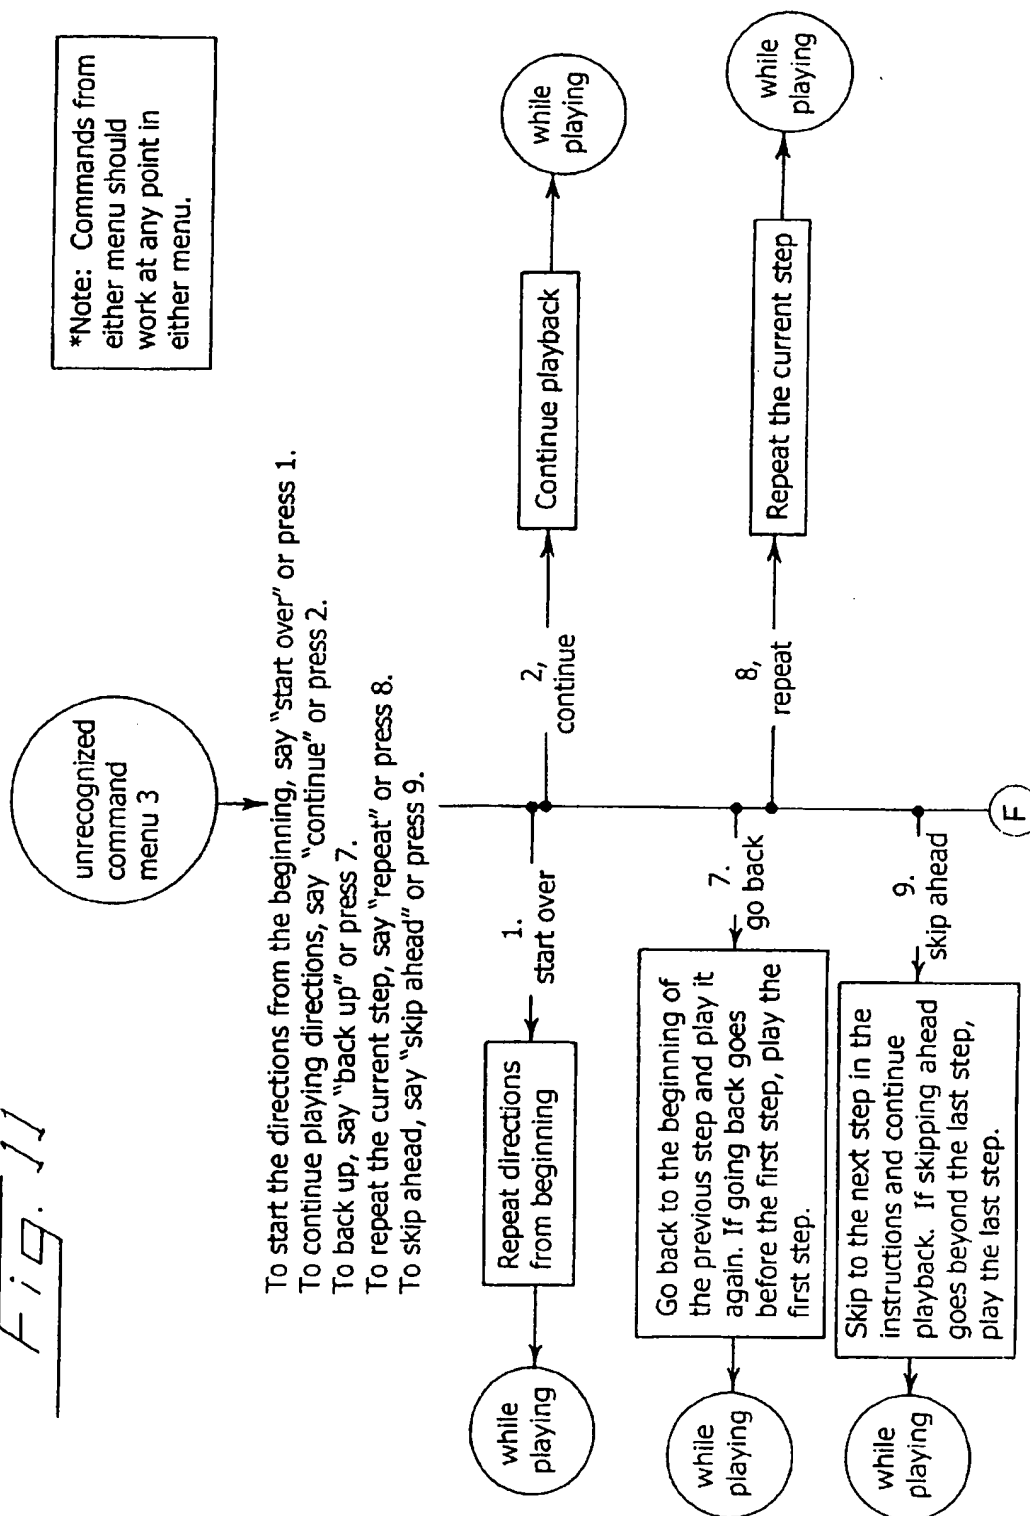 Fig. 11
*Note: Commands from
either menu should
work at any point in
either menu.
unrecognized
command
menu 3
To start the directions from the beginning, say "start over" or press 1.
To continue playing directions, say "continue" or press 2.
To back up, say "back up" or press 7.
To repeat the current step, say "repeat" or press 8.
To skip ahead, say "skip ahead" or press 9.
while
playing
Repeat directions
from beginning
1.
start over
2,
continue
Continue playback
while
playing
while
playing
Go back to the beginning of
the previous step and play it
again. If going back goes
before the first step, play the
first step.
7.
go back
8,
repeat
Repeat the current step
while
playing
while
playing
Skip to the next step in the
instructions and continue
playback. If skipping ahead
goes beyond the last step,
play the last step.
9.
skip ahead
F